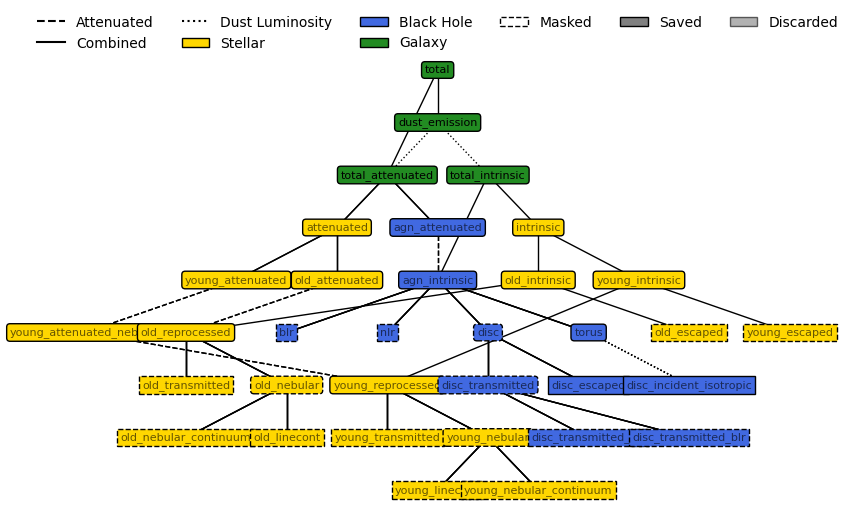 Attenuated Dust Luminosity Black Hole Masked Saved Discarded
Combined Stellar Galaxy
total
dust_emission
total_attenuated total_intrinsic
attenuated agn_attenuated intrinsic
young_attenuated old_attenuated agn_intrinsic old_intrinsic young_intrinsic
young_attenuated_neb old_reprocessed blr nlr disc torus old_escaped young_escaped
old_transmitted old_nebular young_reprocessed disc_transmitted disc_escaped disc_incident_isotropic
old_nebular_continuum old_linecont young_transmitted young_nebular disc_transmitted disc_transmitted_blr
young_linec young_nebular_continuum